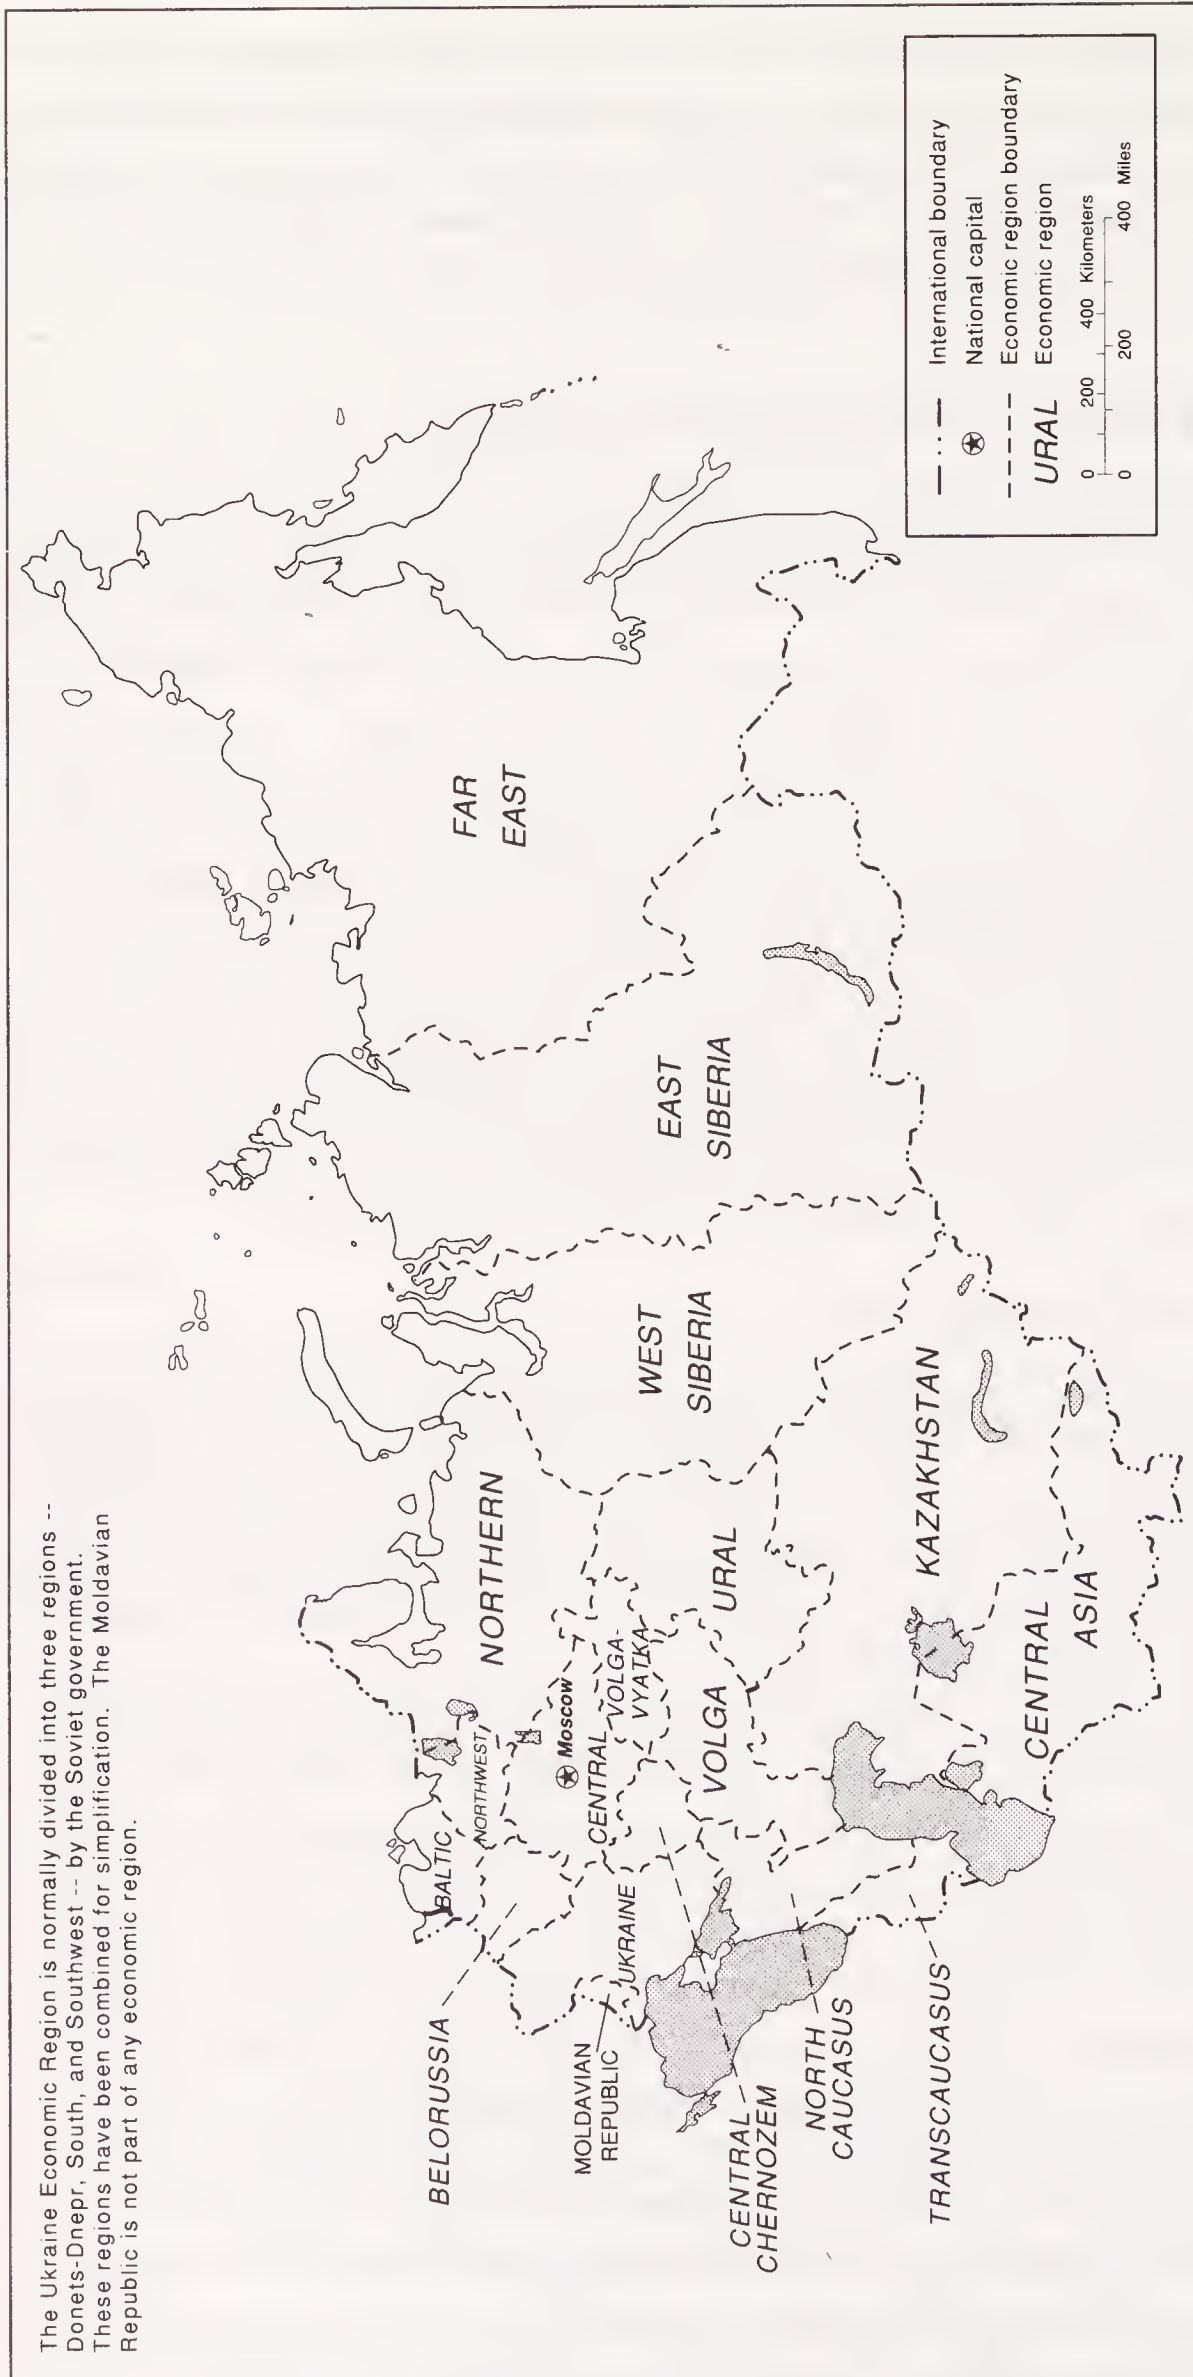 The Ukraine Economic Region is normally divided into three regions --
Donets-Dnepr, South, and Southwest -- by the Soviet government.
These regions have been combined for simplification. The Moldavian
Republic is not part of any economic region.
FAR
EAST
EAST
SIBERIA
WEST
SIBERIA
NORTHERN
KAZAKHSTAN
URAL
CENTRAL
ASIA
VOLGA-
VYATKA
Moscow
CENTRAL
VOLGA
NORTHWEST
BALTIC
UKRAINE
BELORUSSIA
MOLDAVIAN
REPUBLIC
CENTRAL
CHERNOZEM
NORTH
CAUCASUS
TRANSCAUCASUS
International boundary
National capital
Economic region boundary
URAL Economic region
0 200 400 Kilometers
0 200 400 Miles